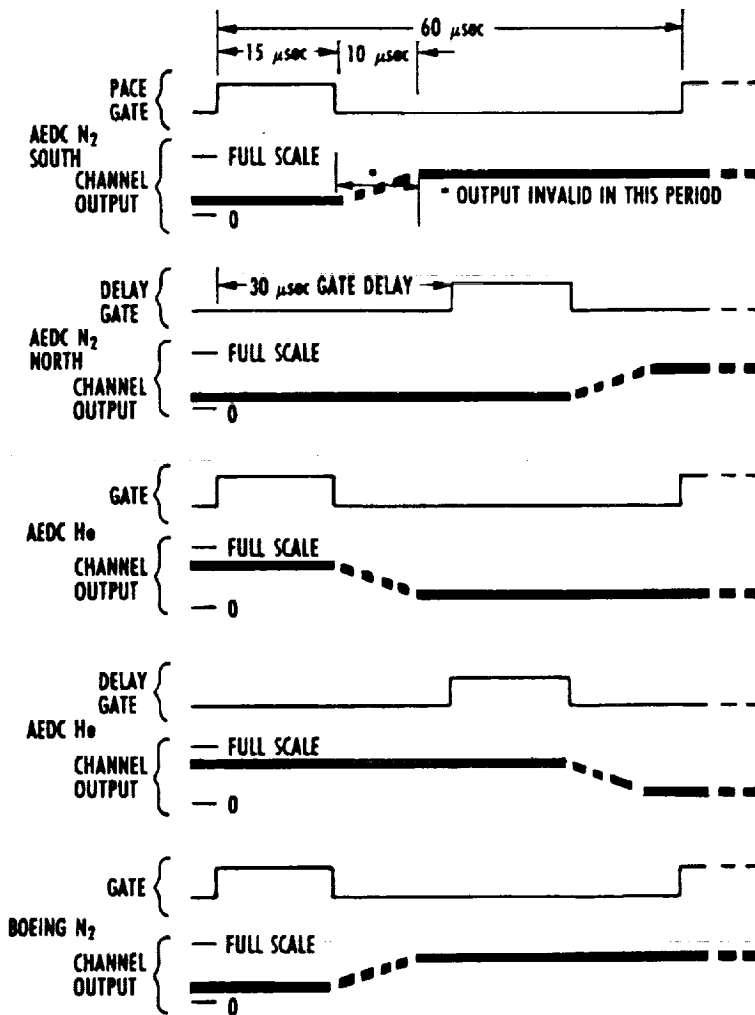 60 μsec
15 μsec 10 μsec
PACE
GATE
AEDC N2
SOUTH
FULL SCALE
CHANNEL
OUTPUT
*
* OUTPUT INVALID IN THIS PERIOD
0
DELAY
GATE
30 μsec GATE DELAY
AEDC N2
NORTH
FULL SCALE
CHANNEL
OUTPUT
0
GATE
AEDC He
FULL SCALE
CHANNEL
OUTPUT
0
DELAY
GATE
AEDC He
FULL SCALE
CHANNEL
OUTPUT
0
GATE
BOEING N2
FULL SCALE
CHANNEL
OUTPUT
0